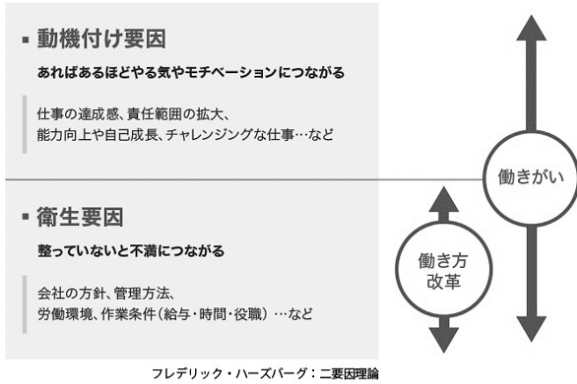 ▪ 動機付け要因
あればあるほどやる気やモチベーションにつながる
仕事の達成感、責任範囲の拡大、
能力向上や自己成長、チャレンジングな仕事…など
▪ 衛生要因
整っていないと不満につながる
会社の方針、管理方法、
労働環境、作業条件(給与・時間・役職) …など
働きがい
働き方
改革
フレデリック・ハーズバーグ：二要因理論